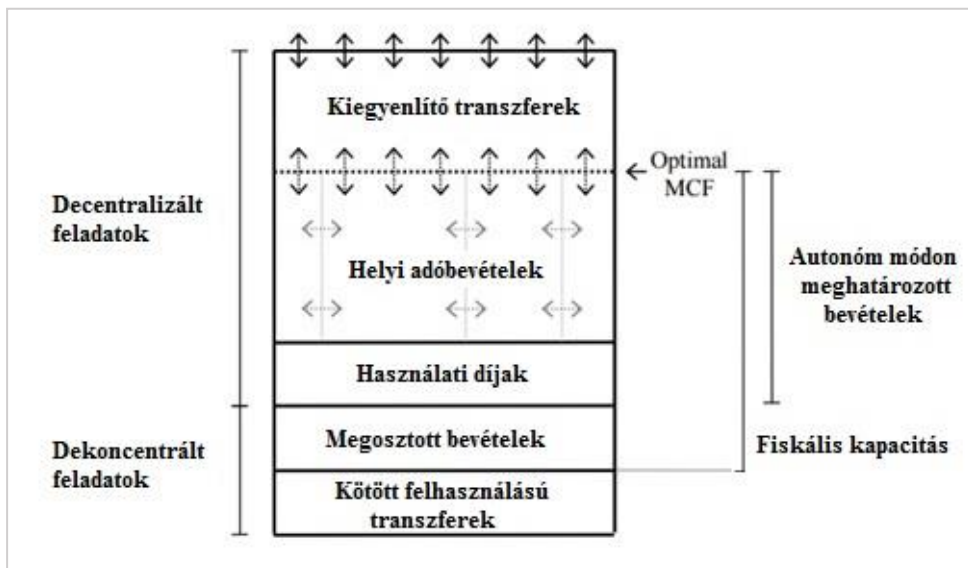 Kiegyenlítő transzferek
Optimal
MCF
Decentralizált
feladatok
Helyi adóbevételek
Autonóm módon
meghatározott
bevételek
Használati díjak
Megosztott bevételek
Dekoncentrált
feladatok
Fiskális kapacitás
Kötött felhasználású
transzferek